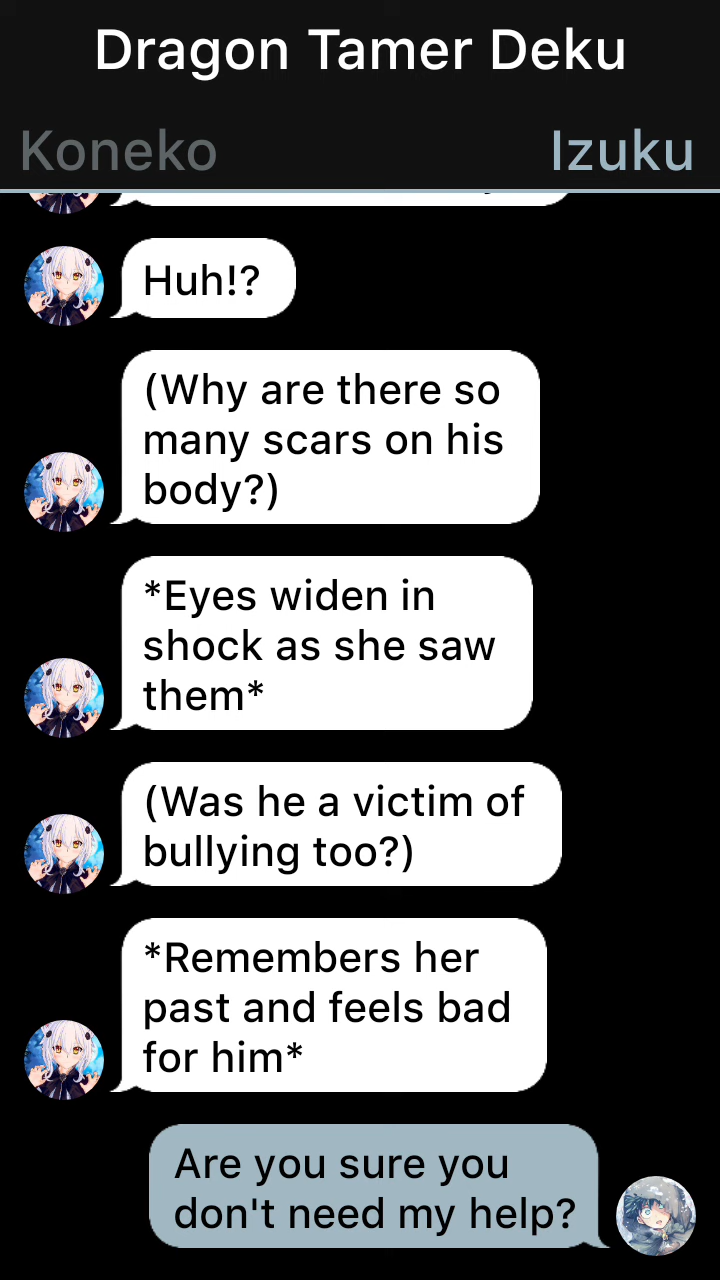 Dragon Tamer Deku
Koneko
Izuku
Huh!?
(Why are there so
many scars on his
body?)
*Eyes widen in
shock as she saw
them*
(Was he a victim of
bullying too?)
*Remembers her
past and feels bad
for him*
Are you sure you
don't need my help?